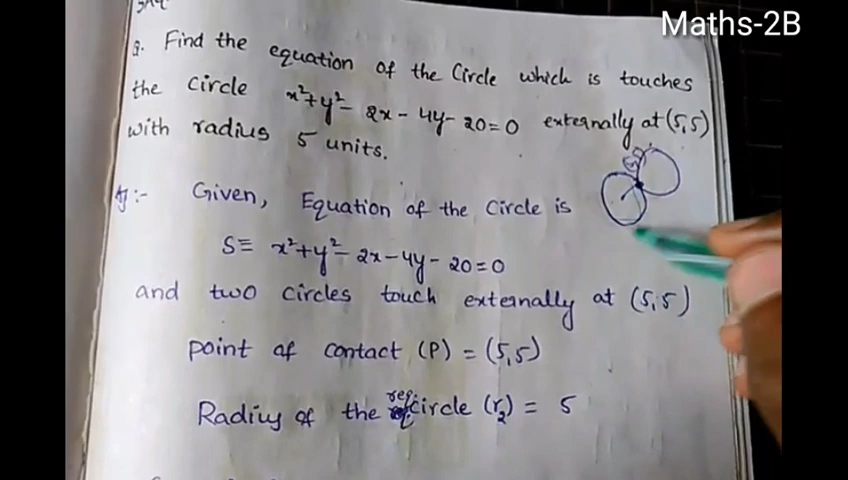 Maths-2B
Q. Find the equation of the Circle which is touches
the circle x²+y²-2x-4y-20=0 externally at (5,5)
with radius 5 units.
:- Given, Equation of the Circle is
S≡ x²+y²-2x-4y-20=0
and two circles touch externally at (5,5)
point of contact (P) = (5,5)
Radius of the req. circle (r₂) = 5